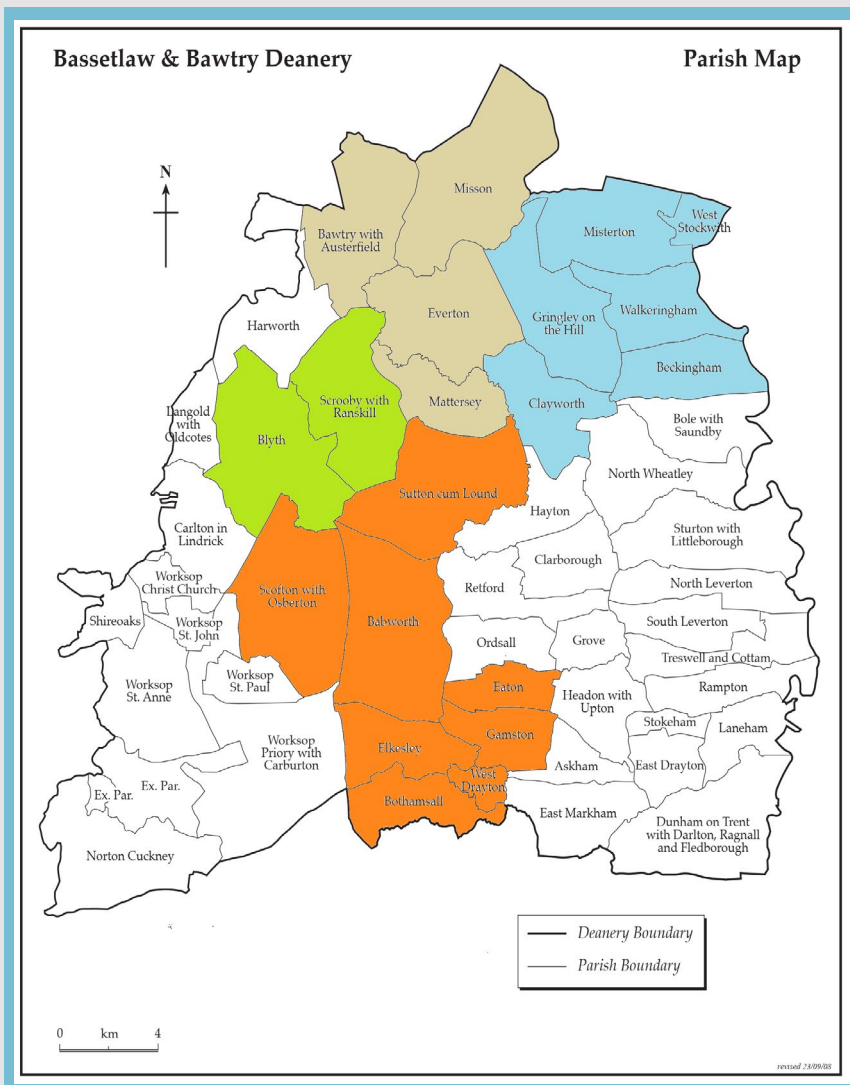 Bassetlaw & Bawtry Deanery
Parish Map
N
Misson
West
Stockwith
Misterton
Bawtry with
Austerfield
Walkeringham
Everton
Gringley on
the Hill
Harworth
Beckingham
Scrooby with
Ranskill
Mattersey
Clayworth
Langold
with
Oldcotes
Bole with
Saundby
Blyth
North Wheatley
Sutton cum Lound
Hayton
Carlton in
Lindrick
Sturton with
Littleborough
Clarborough
Worksop
Christ Church
Scofton with
Osberton
Retford
North Leverton
Shireoaks
Worksop
St. John
Babworth
South Leverton
Ordsall
Grove
Treswell and Cottam
Worksop
St. Anne
Worksop
St. Paul
Eaton
Headon with
Upton
Rampton
Stokeham
Laneham
Gamston
Worksop
Priory with
Carburton
Elkesley
Askham
East Drayton
West
Drayton
Ex. Par.
Ex. Par.
Bothamsall
East Markham
Dunham on Trent
with Darlton, Ragnall
and Fledborough
Norton Cuckney
Deanery Boundary
Parish Boundary
0 km 4
revised 23/09/08